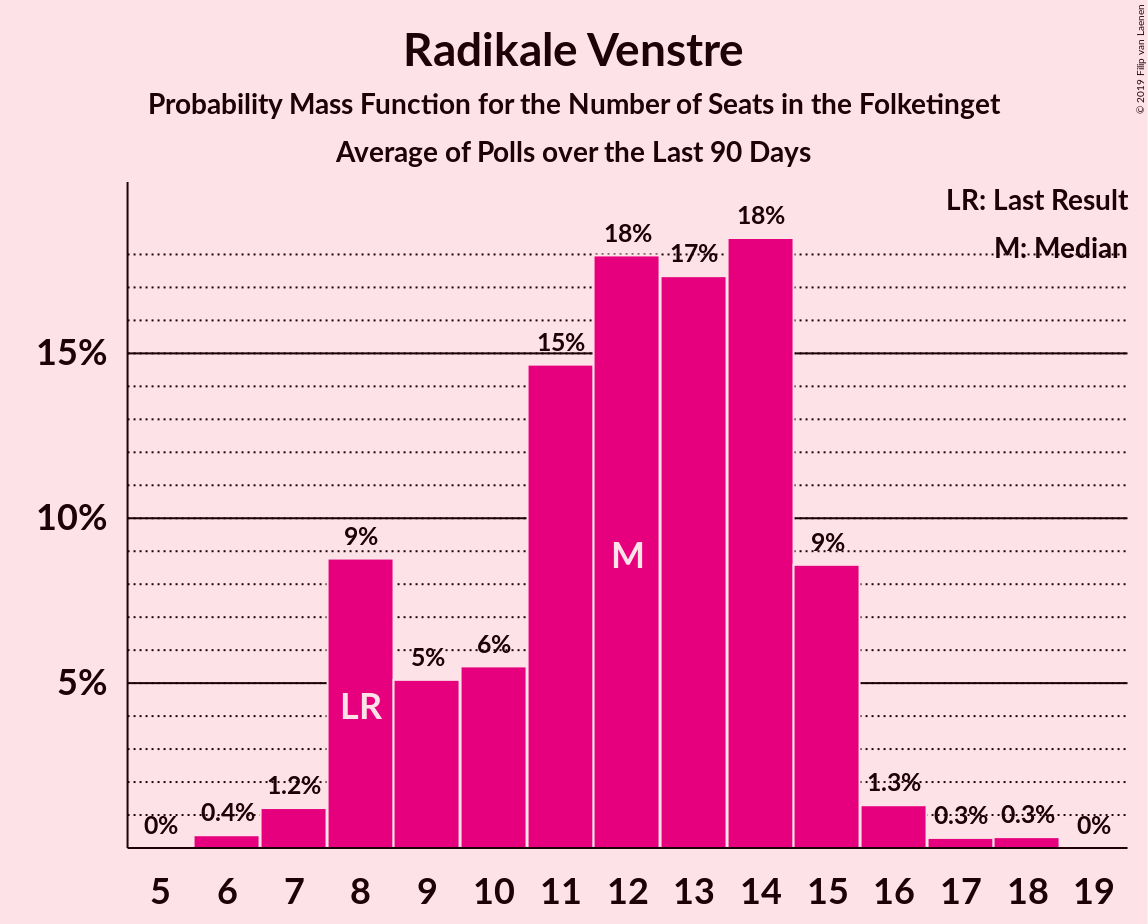 Radikale Venstre
Probability Mass Function for the Number of Seats in the Folketinget
Average of Polls over the Last 90 Days
© 2019 Filip van Laenen
LR: Last Result
M: Median
15%
10%
5%
0%
0.4%
1.2%
9%
5%
6%
15%
18%
17%
18%
9%
1.3%
0.3%
0.3%
0%
LR
M
5 6 7 8 9 10 11 12 13 14 15 16 17 18 19